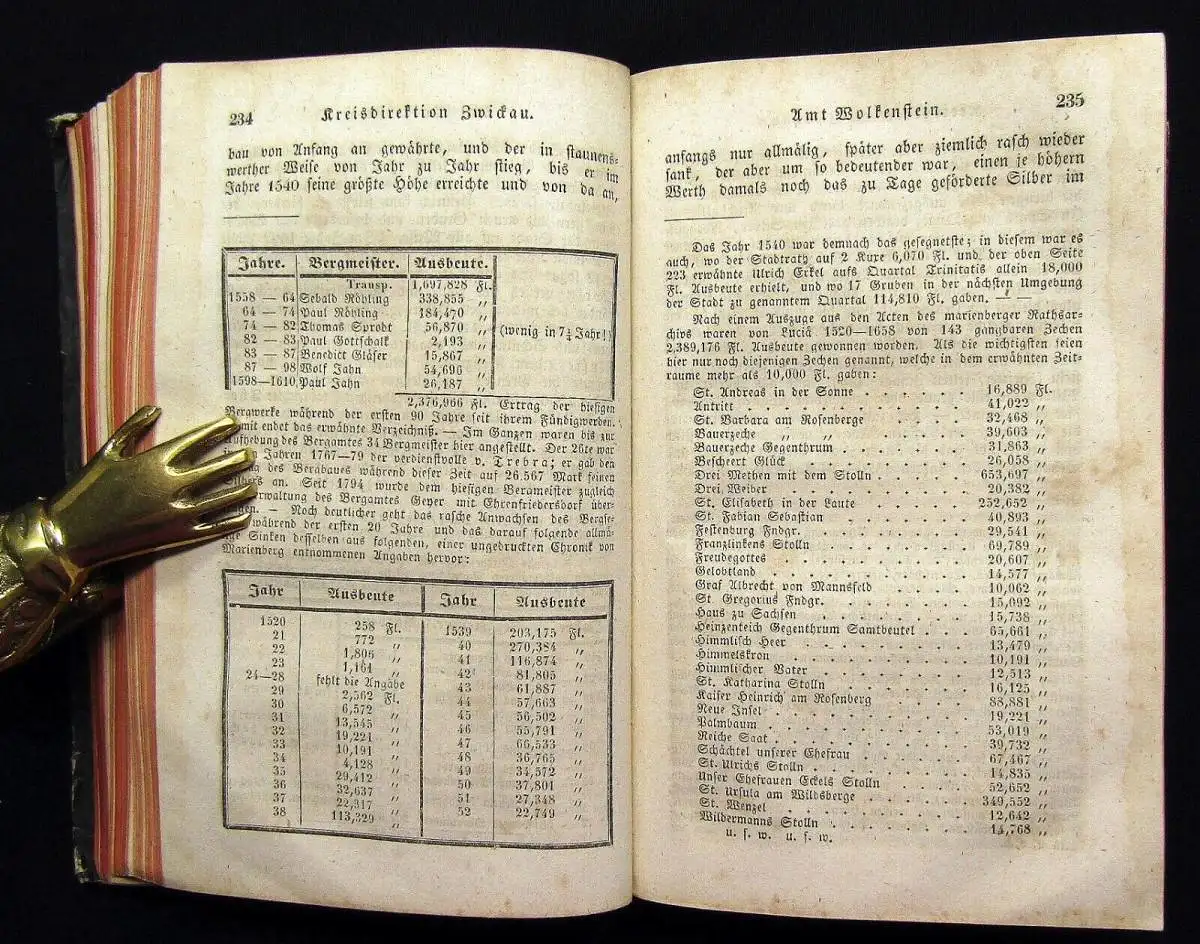 234 Kreisdirektion Zwickau.
bau von Anfang an gewährte, und der in staunens-
werther Weise von Jahr zu Jahr stieg, bis er im
Jahre 1540 seine größte Höhe erreichte und von da an,
Jahre. Bergmeister. Ausbeute.
Transp. 1,697,828 Fl.
1558 — 64 Sebald Röbling 338,855 „
64 — 74 Paul Röbling 184,470 „
74 — 82 Thomas Sprodt 56,870 „ (wenig in 7¼ Jahr!)
82 — 83 Paul Gottschalk 2,193 „
83 — 87 Benedict Gläser 15,867 „
87 — 98 Wolf Jahn 54,696 „
1598—1610 Paul Jahn 26,187 „
2,376,966 Fl. Ertrag der hiesigen
Bergwerke während der ersten 90 Jahre seit ihrem Fündigwerden.
mit endet das erwähnte Verzeichniß. — Im Ganzen waren bis zur
Aufhebung des Bergamtes 34 Bergmeister hier angestellt. Der 26te war
Jahren 1767—79 der verdienstvolle v. Trebra; er gab den
des Bergbaues während dieser Zeit auf 26,567 Mark feinen
Silbers an. Seit 1794 wurde dem hiesigen Bergmeister zugleich
erwaltung des Bergamtes Geyer mit Ehrenfriedersdorf über-
gen. — Noch deutlicher geht das rasche Anwachsen des Bergse-
während der ersten 20 Jahre und das darauf folgende allmä-
ge Sinken desselben aus folgenden, einer ungedruckten Chronik von
Marienberg entnommenen Angaben hervor:
Jahr Ausbeute Jahr Ausbeute
1520 258 Fl. 1539 203,175 Fl.
21 772 „ 40 270,384 „
22 1,806 „ 41 116,874 „
23 1,164 „ 42 81,805 „
24—28 fehlt die Angabe 43 61,887 „
29 2,562 Fl. 44 57,663 „
30 6,572 „ 45 56,502 „
31 13,545 „ 46 55,791 „
32 19,221 „ 47 66,533 „
33 10,191 „ 48 36,765 „
34 4,128 „ 49 34,572 „
35 29,412 „ 50 37,801 „
36 32,637 „ 51 27,348 „
37 22,317 „ 52 22,749 „
38 113,329 „
Amt Wolkenstein. 235
anfangs nur allmälig, später aber ziemlich rasch wieder
sank, der aber um so bedeutender war, einen je höhern
Werth damals noch das zu Tage geförderte Silber im
Das Jahr 1540 war demnach das gesegnetste; in diesem war es
auch, wo der Stadtrath auf 2 Kuxe 6,070 Fl. und der oben Seite
223 erwähnte Ulrich Erkel aufs Quartal Trinitatis allein 18,000
Fl. Ausbeute erhielt, und wo 17 Gruben in der nächsten Umgebung
der Stadt zu genanntem Quartal 114,810 Fl. gaben. — —
Nach einem Auszuge aus den Acten des marienberger Rathsar-
chivs waren von Luciä 1520—1658 von 143 gangbaren Zechen
2,389,176 Fl. Ausbeute gewonnen worden. Als die wichtigsten seien
hier nur noch diejenigen Zechen genannt, welche in dem erwähnten Zeit-
raume mehr als 10,000 Fl. gaben:
St. Andreas in der Sonne . . . . . . 16,889 Fl.
Antritt . . . . . . . . . . . 41,022 „
St. Barbara am Rosenberge . . . . . 32,468 „
Bauerzeche „ „ . . . . . 39,603 „
Bauerzeche Gegenthrum . . . . . . 31,863 „
Bescheert Glück . . . . . . . . . 26,058 „
Drei Methen mit dem Stolln . . . . . 653,697 „
Drei Weiber . . . . . . . . . . 20,382 „
St. Elisabeth in der Laute . . . . . . 252,652 „
St. Fabian Sebastian . . . . . . . 40,893 „
Festenburg Fndgr. . . . . . . . . 29,541 „
Franzlinkens Stolln . . . . . . . . 69,789 „
Freudegottes . . . . . . . . . . 20,607 „
Gelobtland . . . . . . . . . . . 14,577 „
Graf Albrecht von Mannsfeld . . . . . 10,062 „
St Gregorius Fndgr. . . . . . . . . 15,092 „
Haus zu Sachsen . . . . . . . . . 15,738 „
Heinzenteich Gegenthrum Samtbeutel . . . 65,661 „
Himmlisch Heer . . . . . . . . . 13,479 „
Himmelskron . . . . . . . . . . 10,191 „
Himmlischer Vater . . . . . . . . 12,513 „
St. Katharina Stolln . . . . . . . . 16,125 „
Kaiser Heinrich am Rosenberg . . . . . 88,881 „
Neue Insel . . . . . . . . . . . 19,221 „
Palmbaum . . . . . . . . . . . 53,019 „
Reiche Saat . . . . . . . . . . . 39,732 „
Schächtel unserer Ehefrau . . . . . . 67,467 „
St. Ulrichs Stolln . . . . . . . . 14,835 „
Unser Ehefrauen Eckels Stolln . . . . . 52,652 „
St. Ursula am Wildsberge . . . . . . 349,552 „
St. Wenzel . . . . . . . . . . . 12,642 „
Wildermanns Stolln . . . . . . . . 14,768 „
u. s. w. u. s. w.